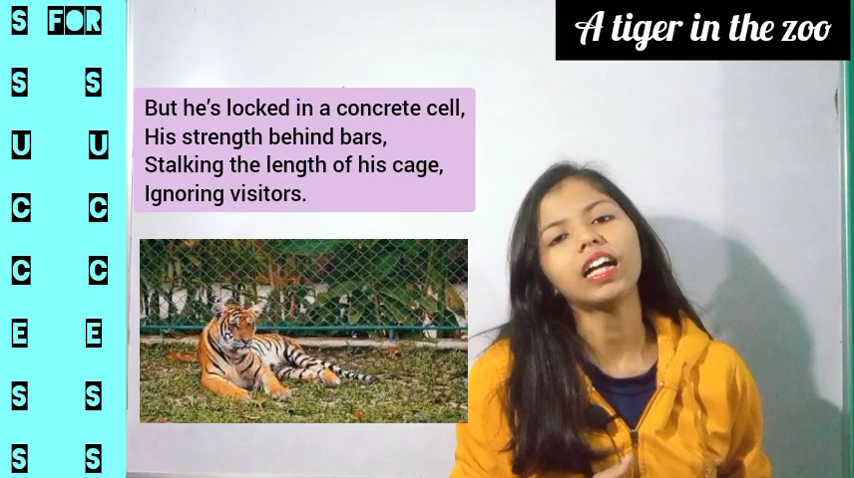 S FOR
S S
U U
C C
C C
E E
S S
S S
A tiger in the zoo
But he's locked in a concrete cell,
His strength behind bars,
Stalking the length of his cage,
Ignoring visitors.